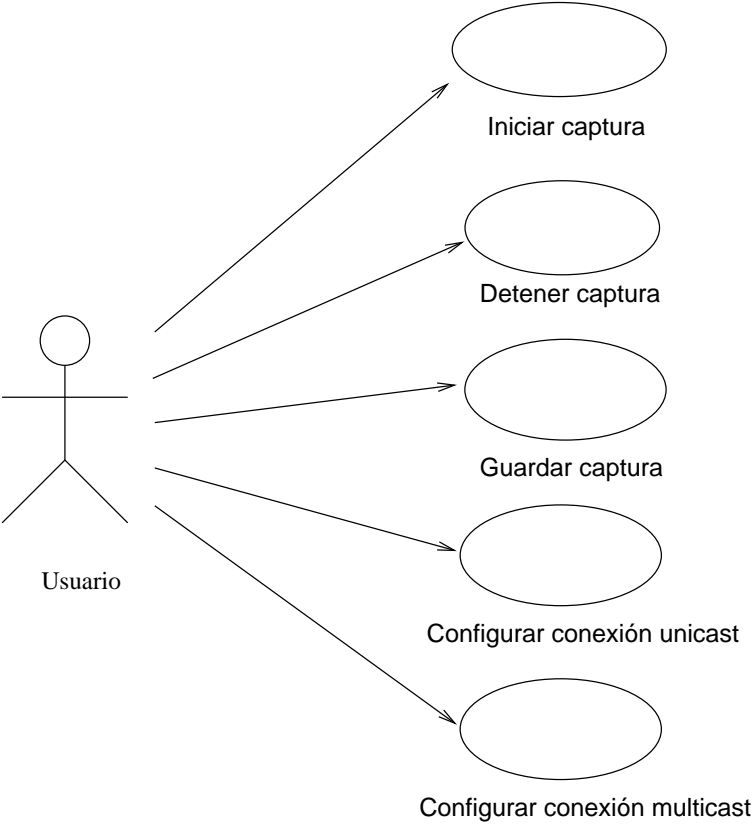 Iniciar captura
Detener captura
Guardar captura
Usuario
Configurar conexión unicast
Configurar conexión multicast